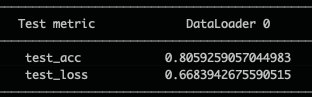 Test metric DataLoader 0
test_acc 0.8059259057044983
test_loss 0.6683942675590515